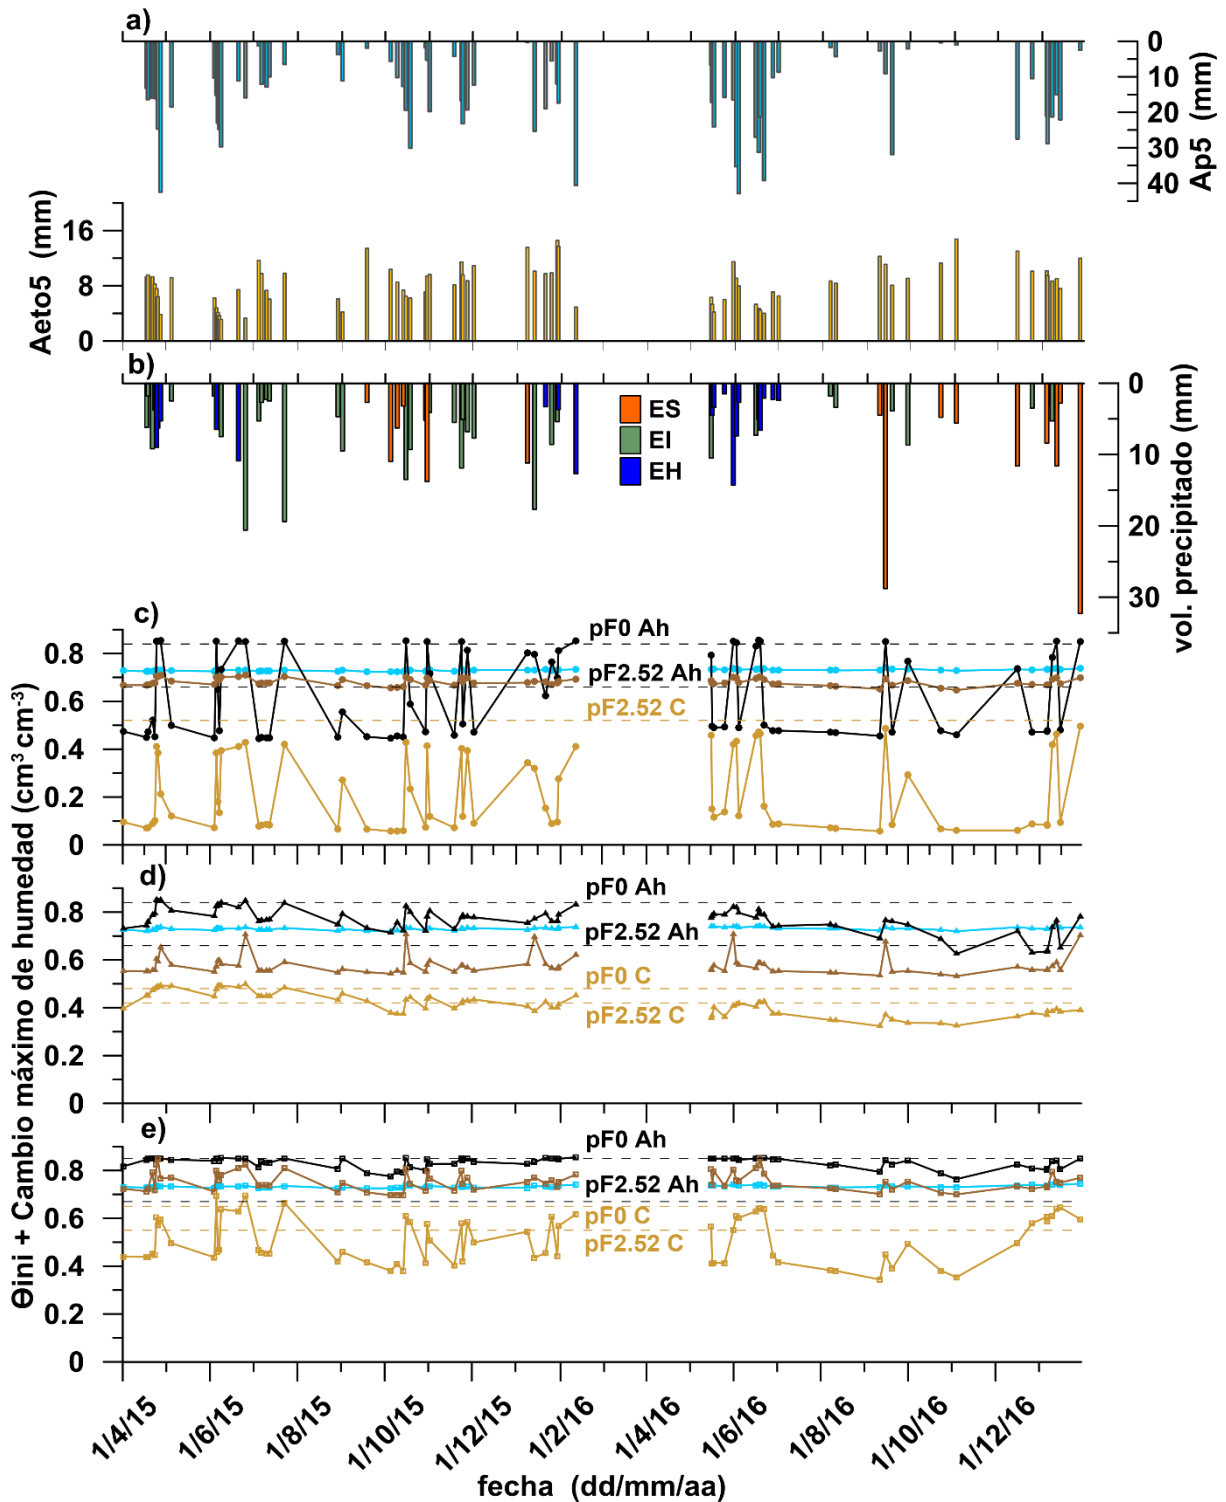 a)
0
10
20
30
40
Ap5 (mm)
16
8
0
Aeto5 (mm)
b)
0
10
20
30
vol. precipitado (mm)
ES
EI
EH
c)
pF0 Ah
pF2.52 Ah
pF2.52 C
0.8
0.6
0.4
0.2
0
d)
pF0 Ah
pF2.52 Ah
pF0 C
pF2.52 C
0.8
0.6
0.4
0.2
0
e)
pF0 Ah
pF2.52 Ah
pF0 C
pF2.52 C
0.8
0.6
0.4
0.2
0
Θini + Cambio máximo de humedad (cm³ cm⁻³)
1/4/15
1/6/15
1/8/15
1/10/15
1/12/15
1/2/16
1/4/16
1/6/16
1/8/16
1/10/16
1/12/16
fecha (dd/mm/aa)